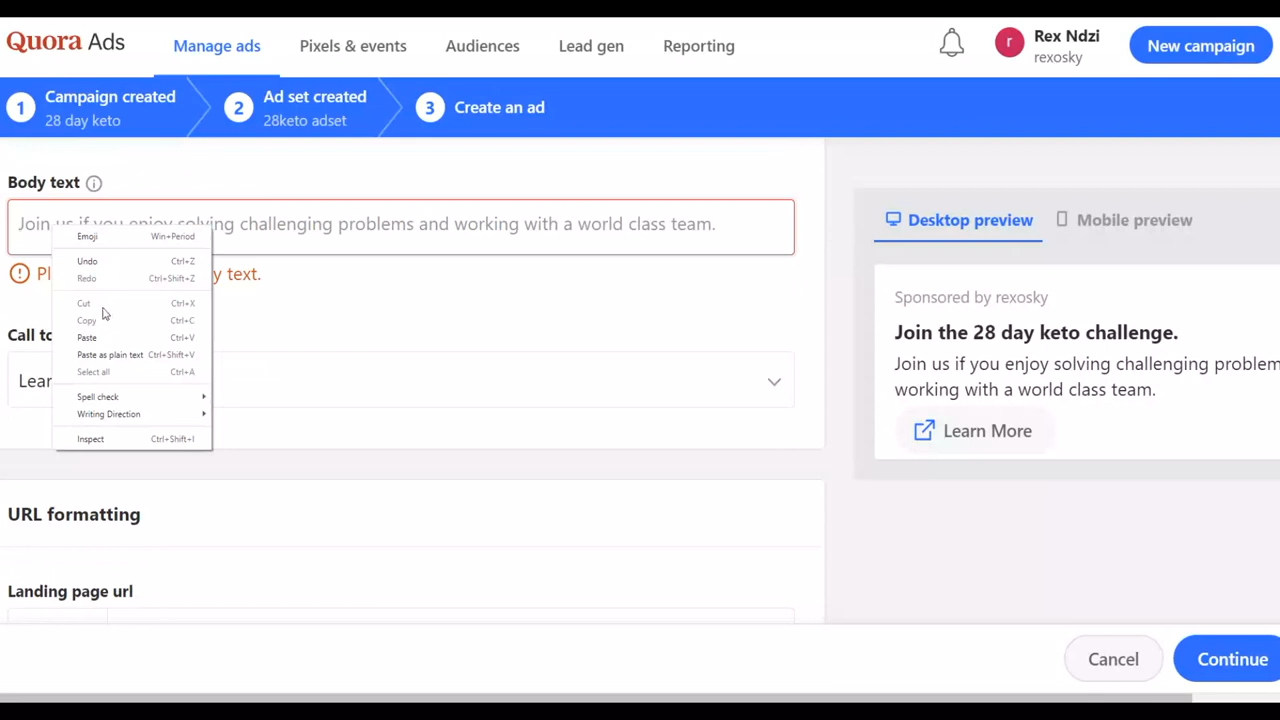 Quora Ads
Manage ads
Pixels & events
Audiences
Lead gen
Reporting
r
Rex Ndzi
rexosky
New campaign
1
Campaign created
28 day keto
2
Ad set created
28keto adset
3
Create an ad
Body text
Join us if you enjoy solving challenging problems and working with a world class team.
Emoji Win+Period
Undo Ctrl+Z
Redo Ctrl+Shift+Z
Cut Ctrl+X
Copy Ctrl+C
Paste Ctrl+V
Paste as plain text Ctrl+Shift+V
Select all Ctrl+A
Spell check
Writing Direction
Inspect Ctrl+Shift+I
text.
Call to
Lear
URL formatting
Landing page url
Desktop preview
Mobile preview
Sponsored by rexosky
Join the 28 day keto challenge.
Join us if you enjoy solving challenging problem
working with a world class team.
Learn More
Cancel
Continue